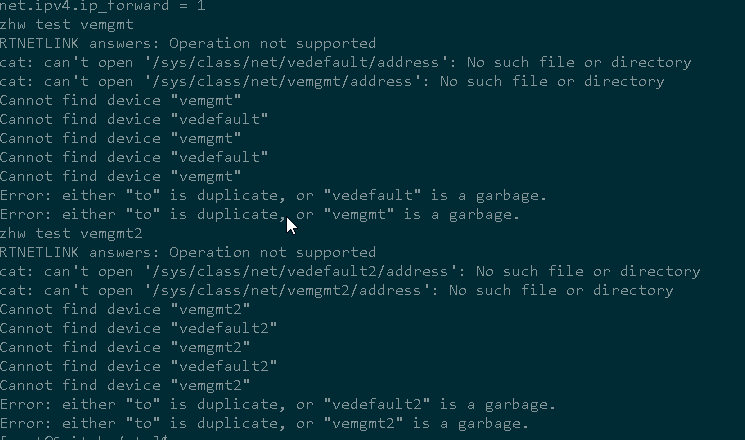 net.ipv4.ip_forward = 1
zhw test vemgmt
RTNETLINK answers: Operation not supported
cat: can't open '/sys/class/net/vedefault/address': No such file or directory
cat: can't open '/sys/class/net/vemgmt/address': No such file or directory
Cannot find device "vemgmt"
Cannot find device "vedefault"
Cannot find device "vemgmt"
Cannot find device "vedefault"
Cannot find device "vemgmt"
Error: either "to" is duplicate, or "vedefault" is a garbage.
Error: either "to" is duplicate, or "vemgmt" is a garbage.
zhw test vemgmt2
RTNETLINK answers: Operation not supported
cat: can't open '/sys/class/net/vedefault2/address': No such file or directory
cat: can't open '/sys/class/net/vemgmt2/address': No such file or directory
Cannot find device "vemgmt2"
Cannot find device "vedefault2"
Cannot find device "vemgmt2"
Cannot find device "vedefault2"
Cannot find device "vemgmt2"
Error: either "to" is duplicate, or "vedefault2" is a garbage.
Error: either "to" is duplicate, or "vemgmt2" is a garbage.